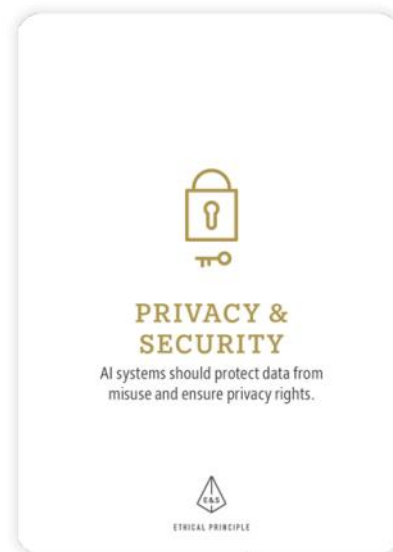 PRIVACY &
SECURITY
AI systems should protect data from
misuse and ensure privacy rights.
C&S
ETHICAL PRINCIPLE